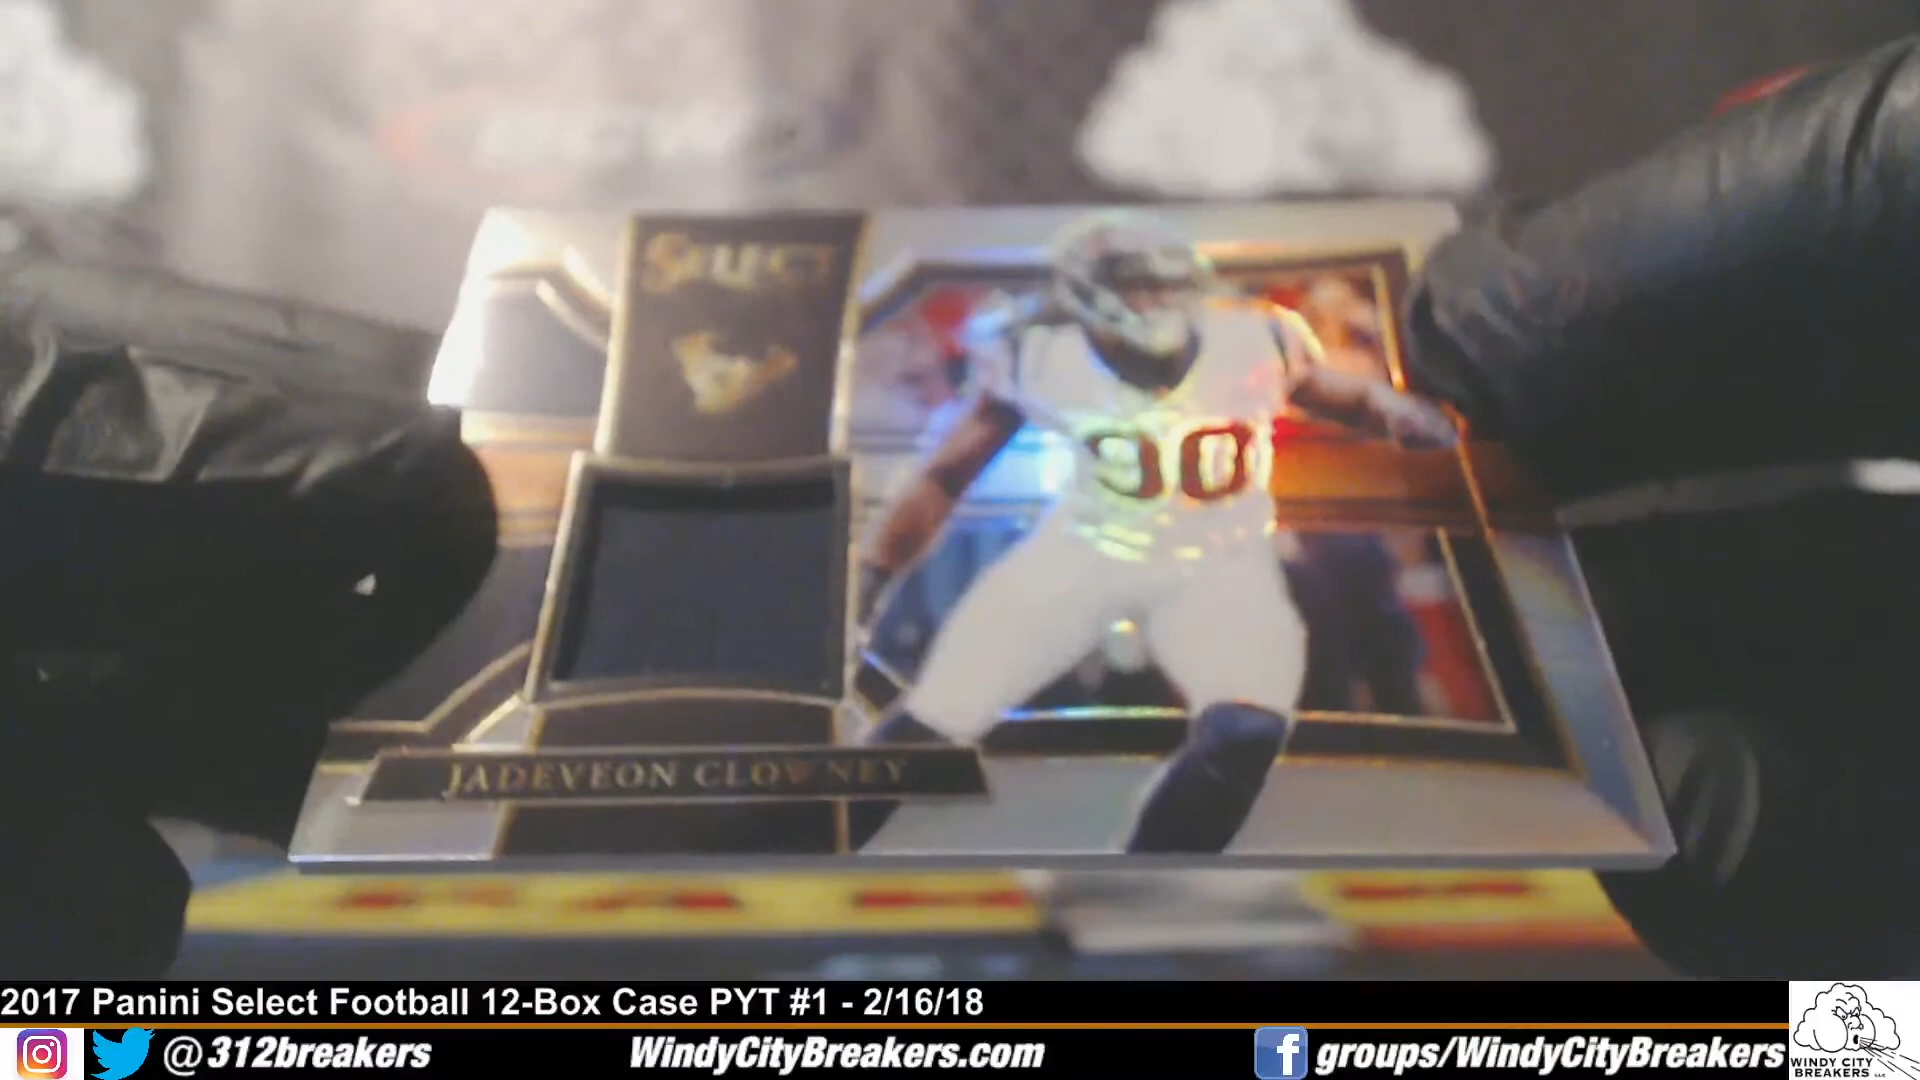 SELECT
90
JADEVEON CLOWNEY
2017 Panini Select Football 12-Box Case PYT #1 - 2/16/18
@312breakers
WindyCityBreakers.com
f groups/WindyCityBreakers
WINDY CITY
BREAKERS LLC